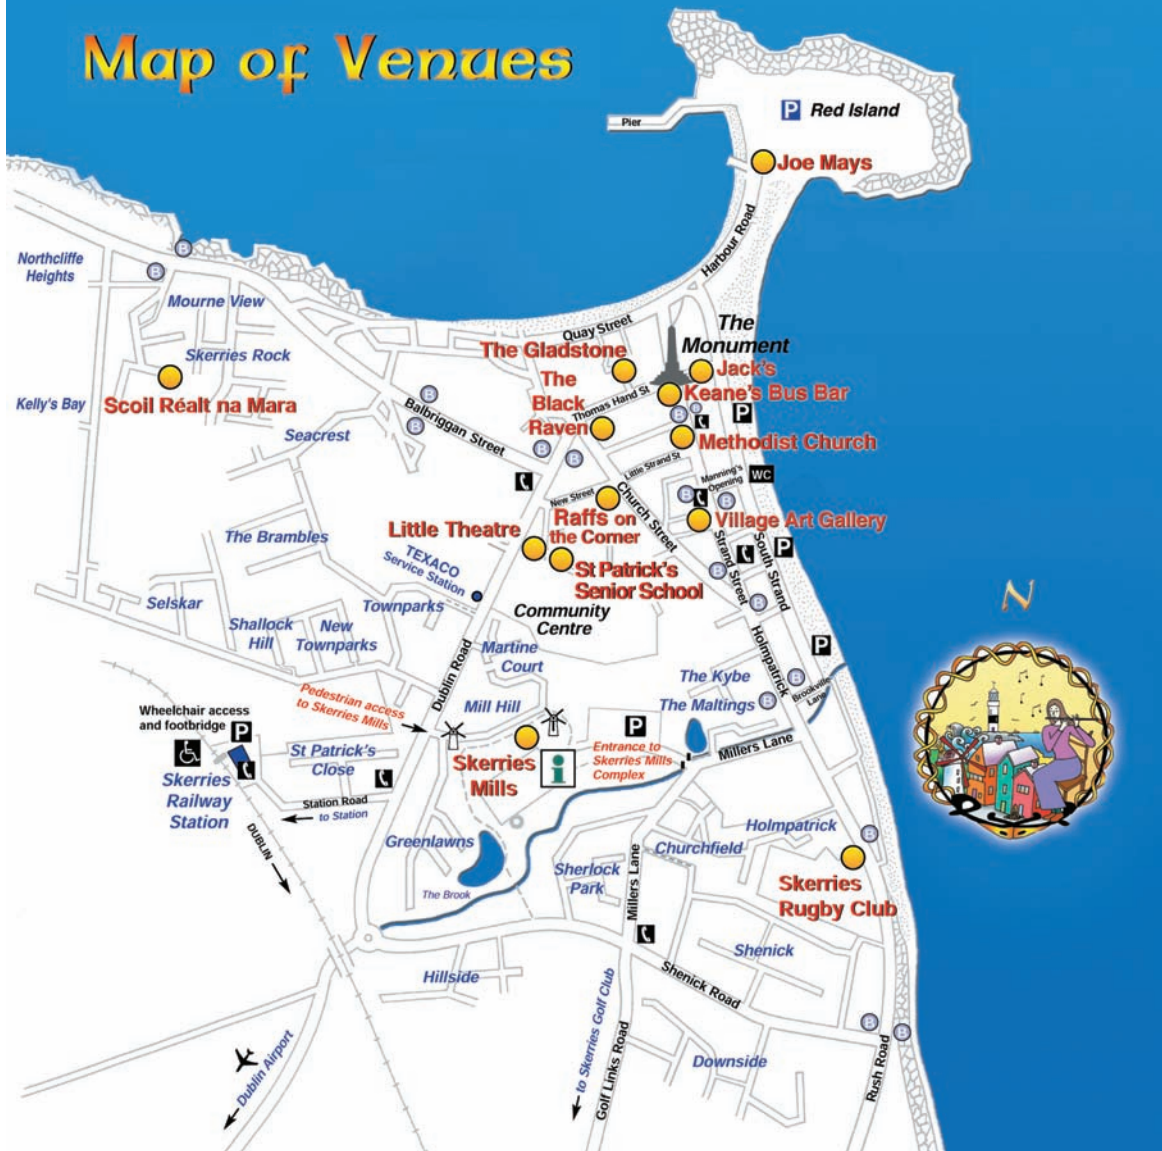 Map of Venues
P
Red Island
Pier
Joe Mays
Harbour Road
Northcliffe
Heights
B
B
Mourne View
Quay Street
The
Monument
Skerries Rock
The Gladstone
Jack's
Scoil Réalt na Mara
Kelly's Bay
The
Black
Raven
Thomas Hand St
Keane's Bus Bar
B
B
Balbriggan Street
B
B
P
Seacrest
B
B
Methodist Church
Little Strand St
Manning's
Opening
WC
New Street
Church Street
B
B
Raffs on
the Corner
Little Theatre
Village Art Gallery
The Brambles
TEXACO
Service Station
St Patrick's
Senior School
Strand Street
South Strand
P
B
B
Selskar
Townparks
Shallock
Hill
New
Townparks
Community
Centre
N
Martine
Court
Dublin Road
Holmpatrick
P
The Kybe
B
Brookville
Lane
Pedestrian access
to Skerries Mills
Mill Hill
The Maltings
B
Wheelchair access
and footbridge
P
P
St Patrick's
Close
Skerries
Mills
i
Entrance to
Skerries Mills
Complex
Millers Lane
Skerries
Railway
Station
Station Road
to Station
DUBLIN
Greenlawns
Holmpatrick
B
Churchfield
Sherlock
Park
Millers Lane
The Brook
Skerries
Rugby Club
Shenick
Hillside
Shenick Road
to Skerries Golf Club
Golf Links Road
B
B
Downside
Rush Road
Dublin Airport